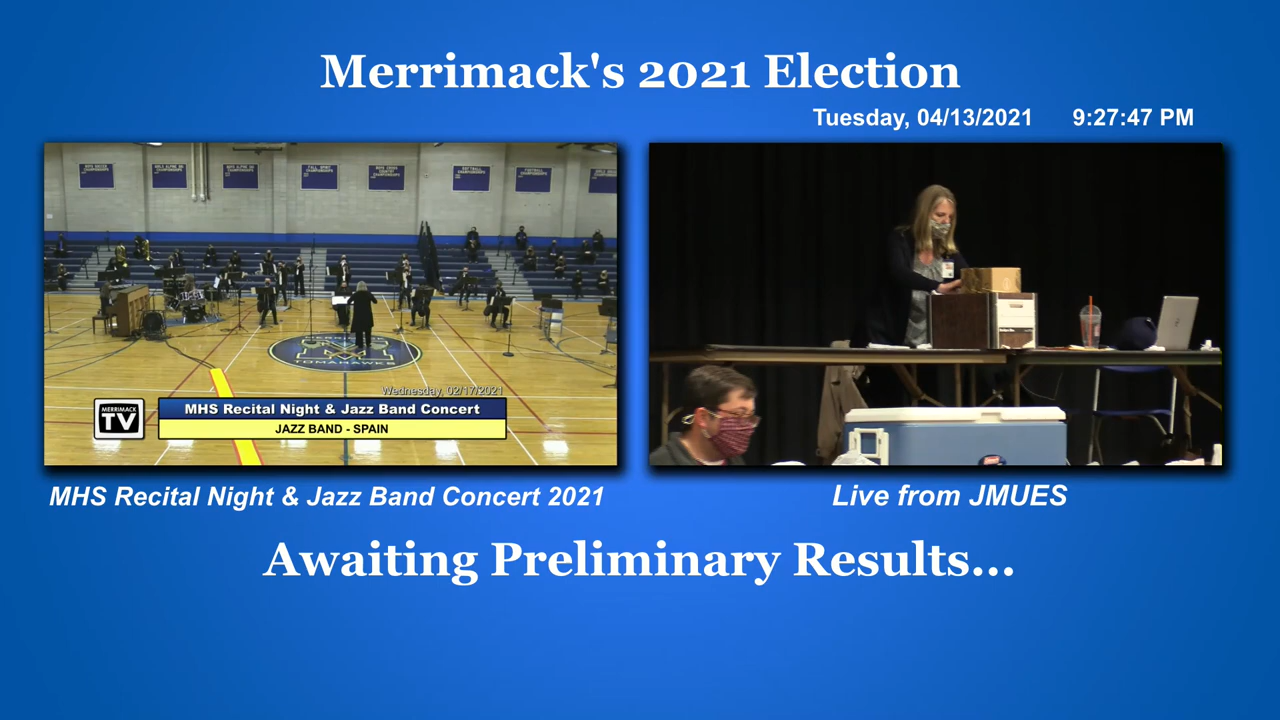 Merrimack's 2021 Election
Tuesday, 04/13/2021 9:27:47 PM
FOOTBALL
CHAMPIONSHIPS
TOMAHAWKS
Wednesday, 02/17/2021
MERRIMACK
TV
MHS Recital Night & Jazz Band Concert
JAZZ BAND - SPAIN
MHS Recital Night & Jazz Band Concert 2021
Live from JMUES
Awaiting Preliminary Results...